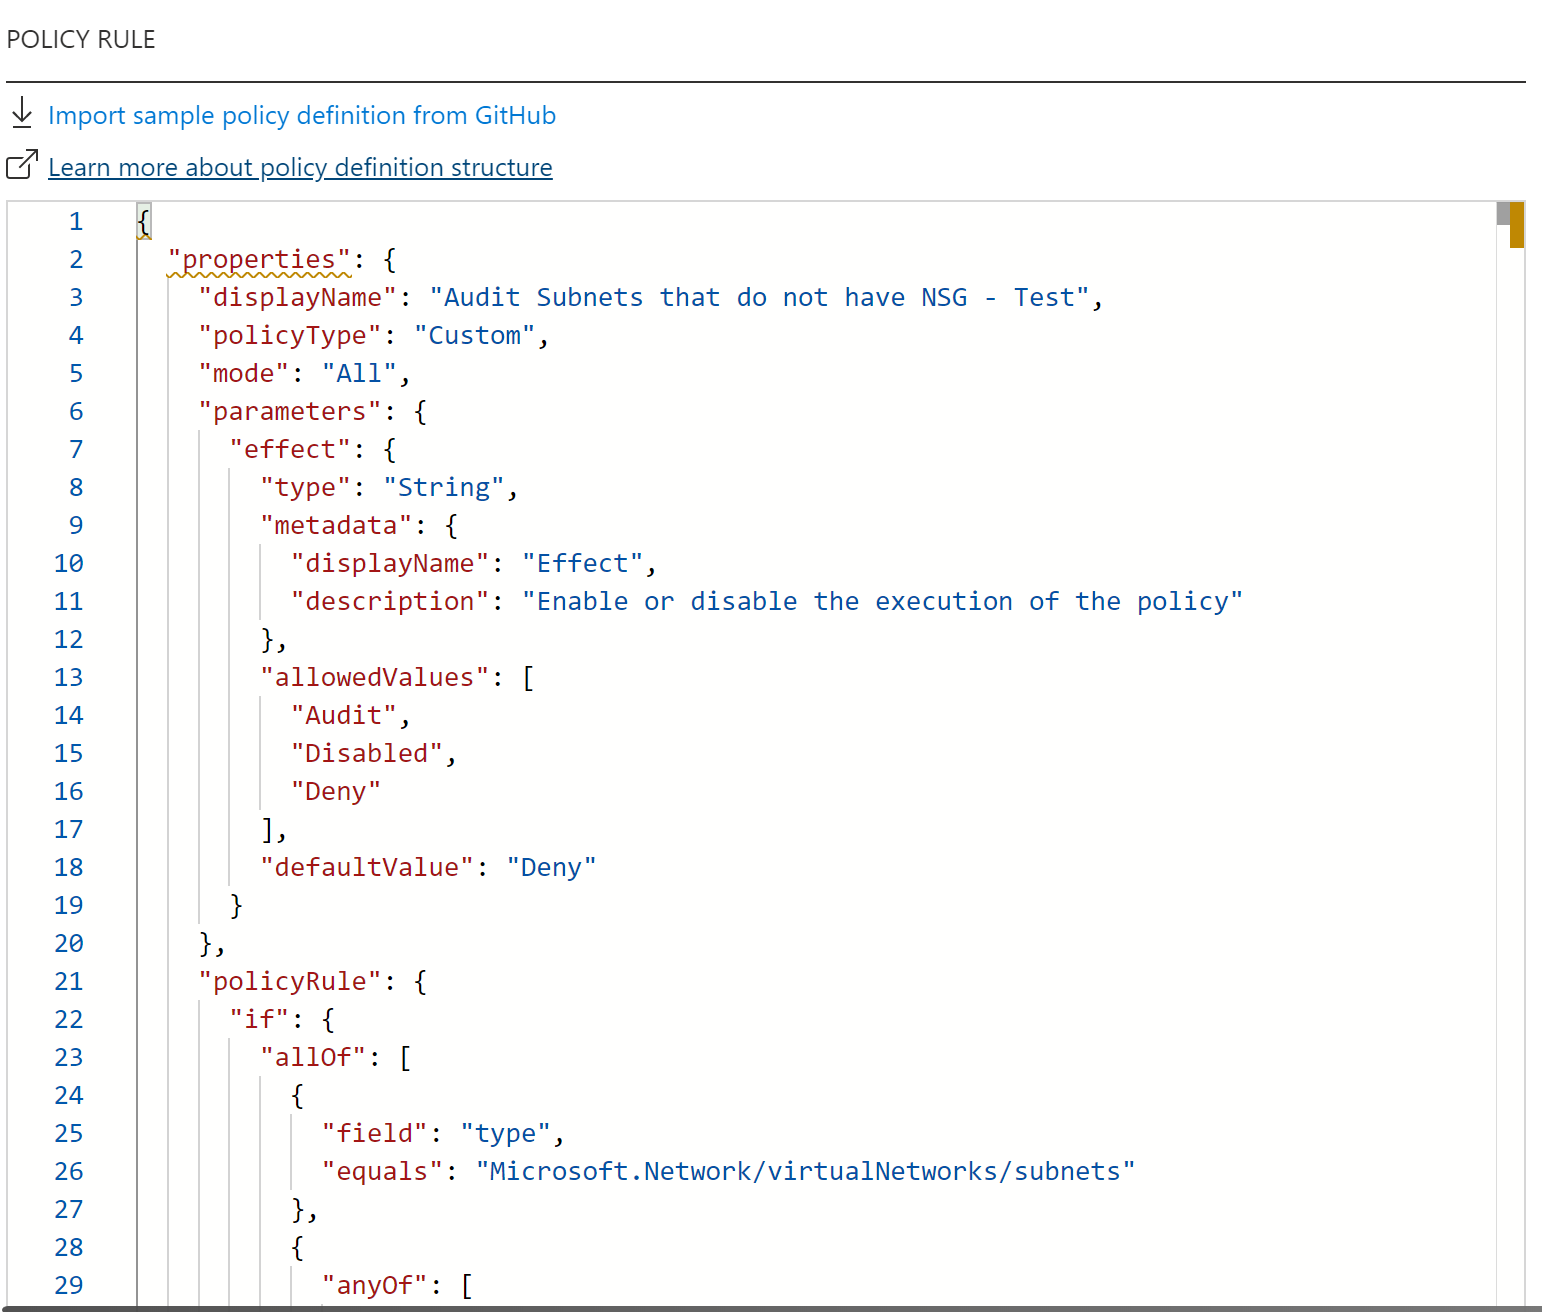 POLICY RULE
Import sample policy definition from GitHub
Learn more about policy definition structure
1 {
2 "properties": {
3 "displayName": "Audit Subnets that do not have NSG - Test",
4 "policyType": "Custom",
5 "mode": "All",
6 "parameters": {
7 "effect": {
8 "type": "String",
9 "metadata": {
10 "displayName": "Effect",
11 "description": "Enable or disable the execution of the policy"
12 },
13 "allowedValues": [
14 "Audit",
15 "Disabled",
16 "Deny"
17 ],
18 "defaultValue": "Deny"
19 }
20 },
21 "policyRule": {
22 "if": {
23 "allOf": [
24 {
25 "field": "type",
26 "equals": "Microsoft.Network/virtualNetworks/subnets"
27 },
28 {
29 "anyOf": [